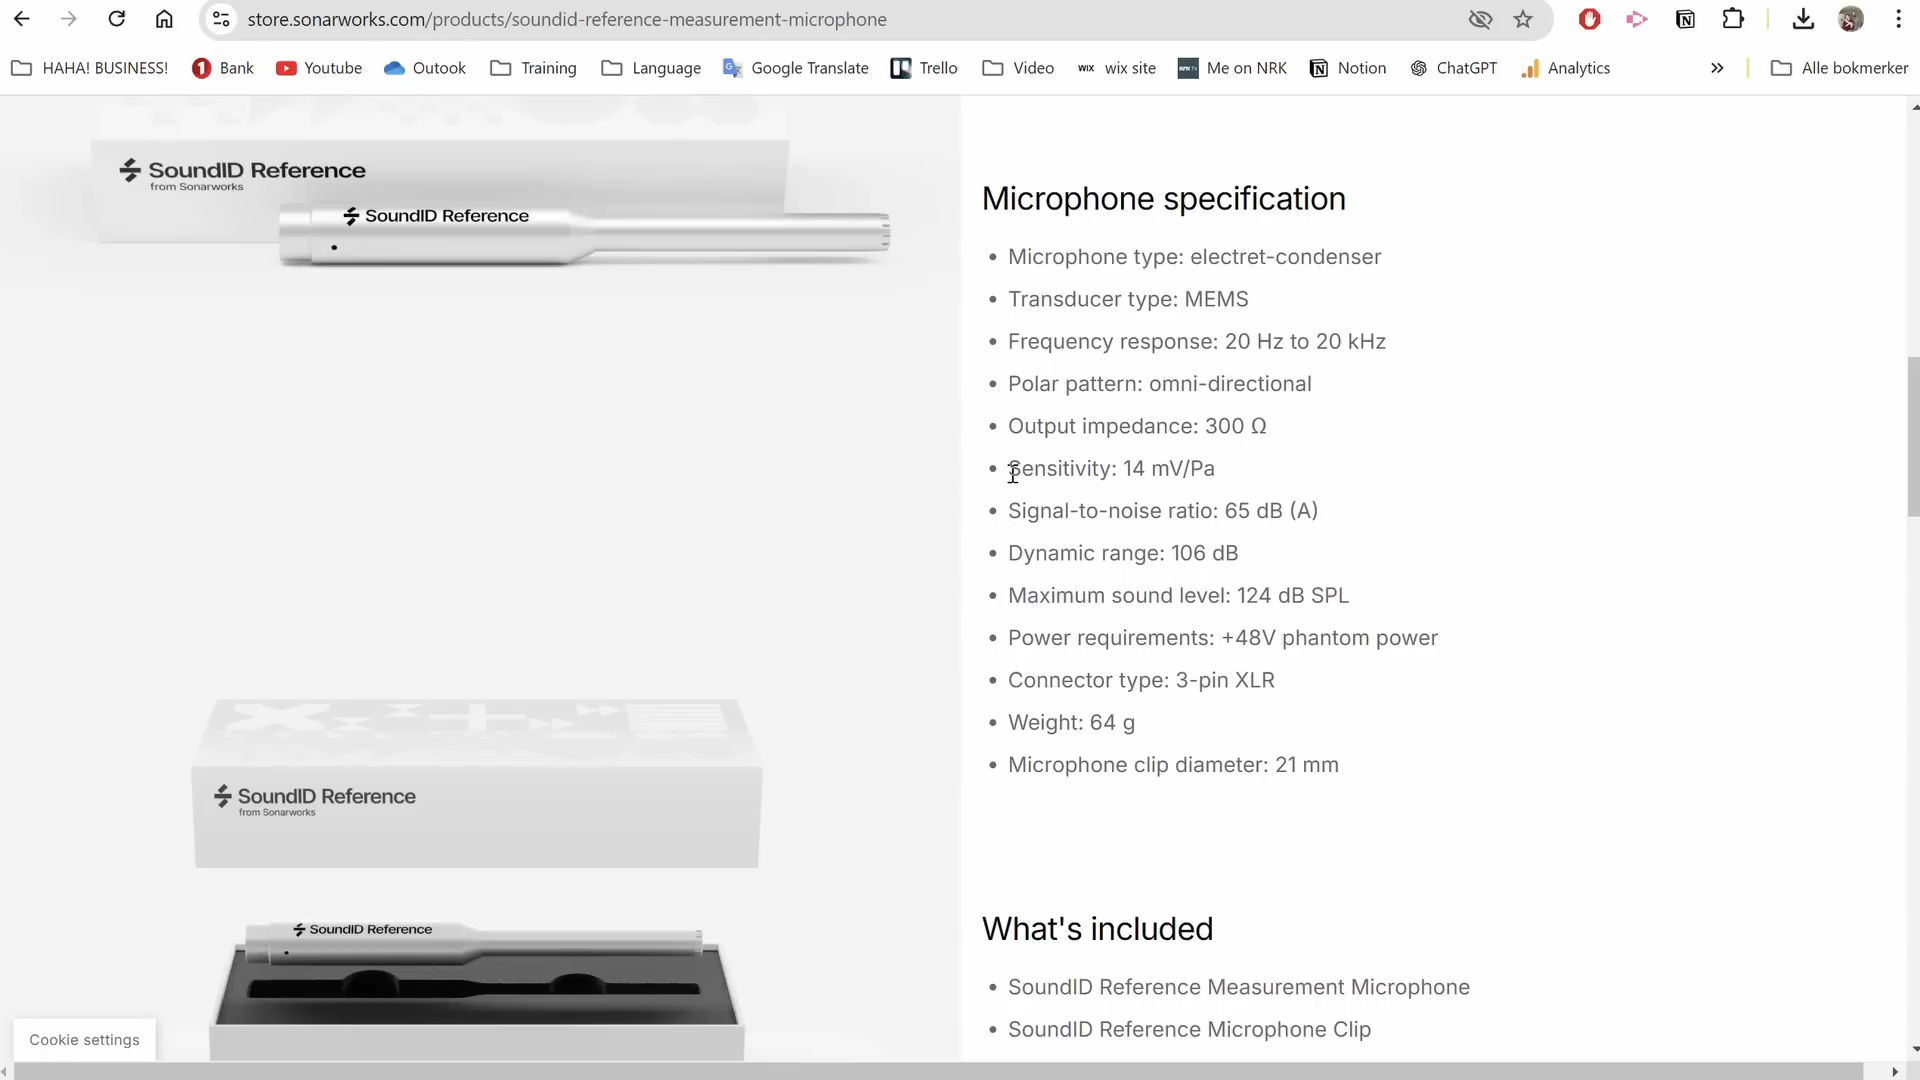 store.sonarworks.com/products/soundid-reference-measurement-microphone
HAHA! BUSINESS! Bank Youtube Outook Training Language Google Translate Trello Video WIX wix site Me on NRK Notion ChatGPT Analytics » Alle bokmerker
SoundID Reference
from Sonarworks
SoundID Reference
Microphone specification
• Microphone type: electret-condenser
• Transducer type: MEMS
• Frequency response: 20 Hz to 20 kHz
• Polar pattern: omni-directional
• Output impedance: 300 Ω
• Sensitivity: 14 mV/Pa
• Signal-to-noise ratio: 65 dB (A)
• Dynamic range: 106 dB
• Maximum sound level: 124 dB SPL
• Power requirements: +48V phantom power
• Connector type: 3-pin XLR
• Weight: 64 g
• Microphone clip diameter: 21 mm
SoundID Reference
from Sonarworks
SoundID Reference
What's included
• SoundID Reference Measurement Microphone
• SoundID Reference Microphone Clip
Cookie settings